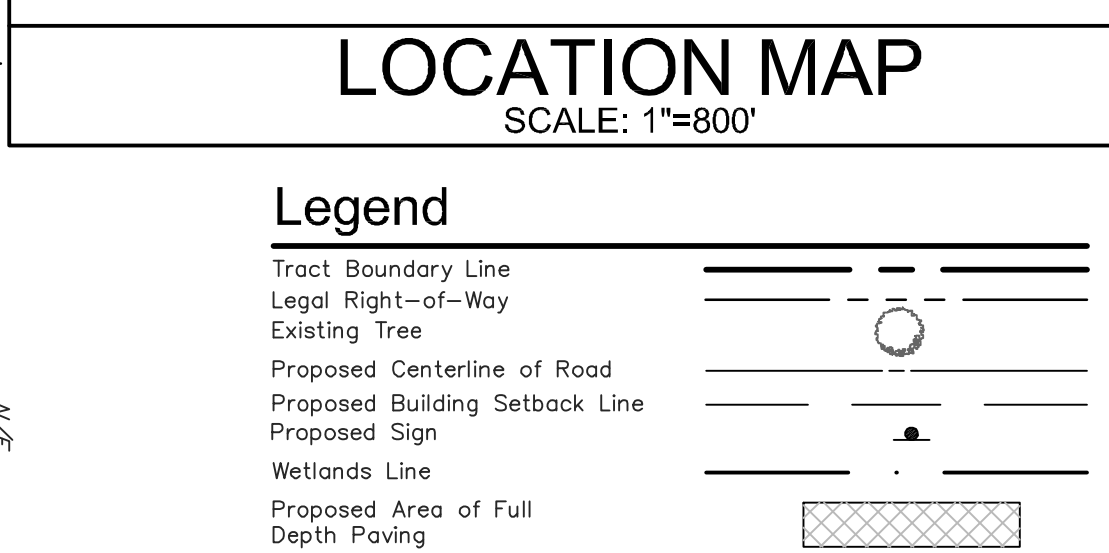 LOCATION MAP
SCALE: 1"=800'
Legend
Tract Boundary Line
Legal Right-of-Way
Existing Tree
Proposed Centerline of Road
Proposed Building Setback Line
Proposed Sign
Wetlands Line
Proposed Area of Full
Depth Paving
N/F